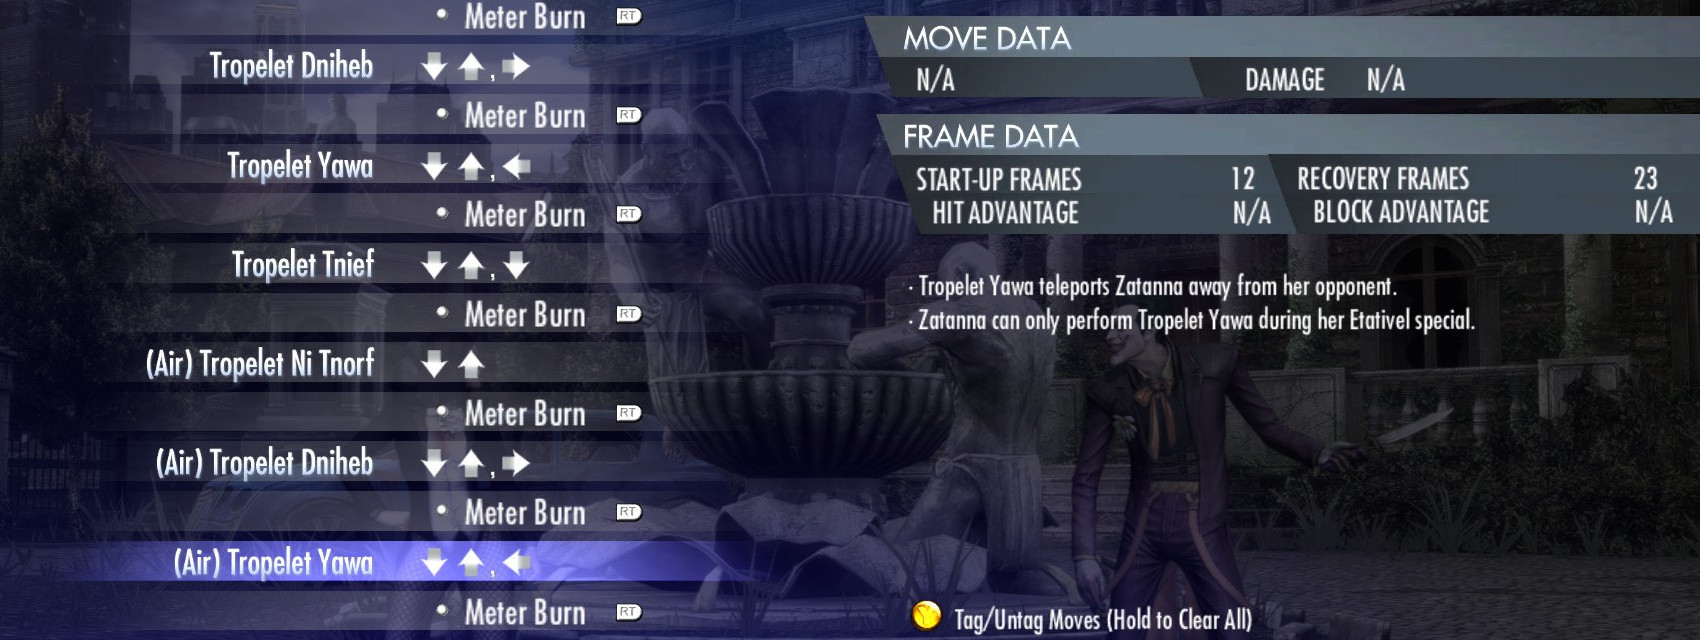 Meter Burn RT
Tropelet Dniheb ,
Meter Burn RT
Tropelet Yawa ,
Meter Burn RT
Tropelet Tnief ,
Meter Burn RT
(Air) Tropelet Ni Tnorf
Meter Burn RT
(Air) Tropelet Dniheb ,
Meter Burn RT
(Air) Tropelet Yawa ,
Meter Burn RT
MOVE DATA
N/A DAMAGE N/A
FRAME DATA
START-UP FRAMES 12 RECOVERY FRAMES 23
HIT ADVANTAGE N/A BLOCK ADVANTAGE N/A
· Tropelet Yawa teleports Zatanna away from her opponent.
· Zatanna can only perform Tropelet Yawa during her Etativel special.
Y Tag/Untag Moves (Hold to Clear All)